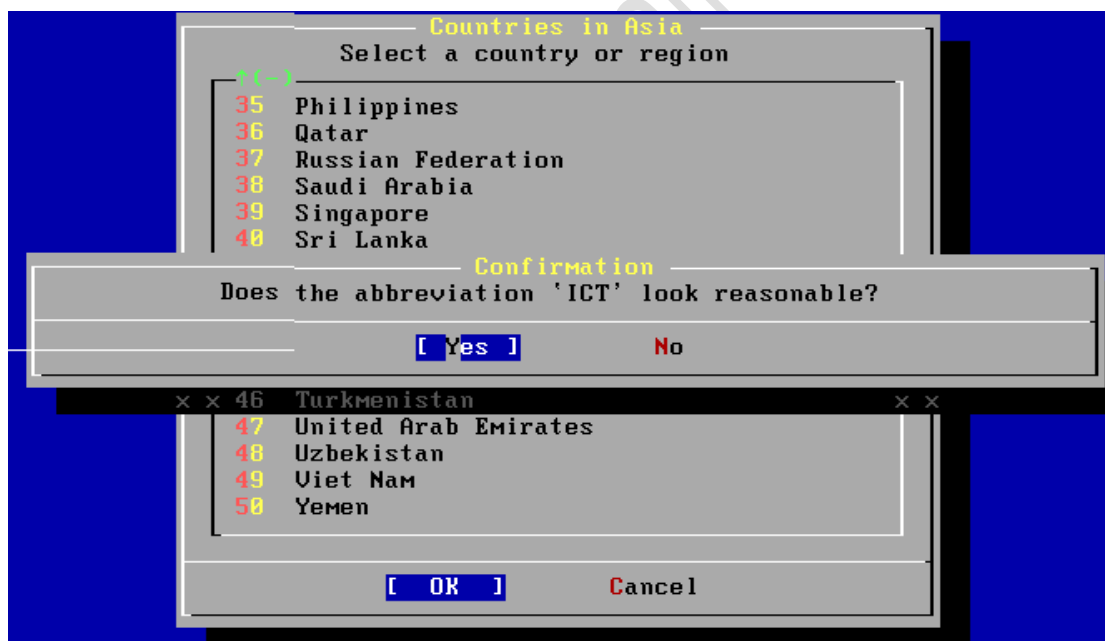 Countries in Asia
Select a country or region
↑(-)
35 Philippines
36 Qatar
37 Russian Federation
38 Saudi Arabia
39 Singapore
40 Sri Lanka
Confirmation
Does the abbreviation 'ICT' look reasonable?
[ Yes ] No
x x 46 Turkmenistan x x
47 United Arab Emirates
48 Uzbekistan
49 Viet Nam
50 Yemen
[ OK ] Cancel